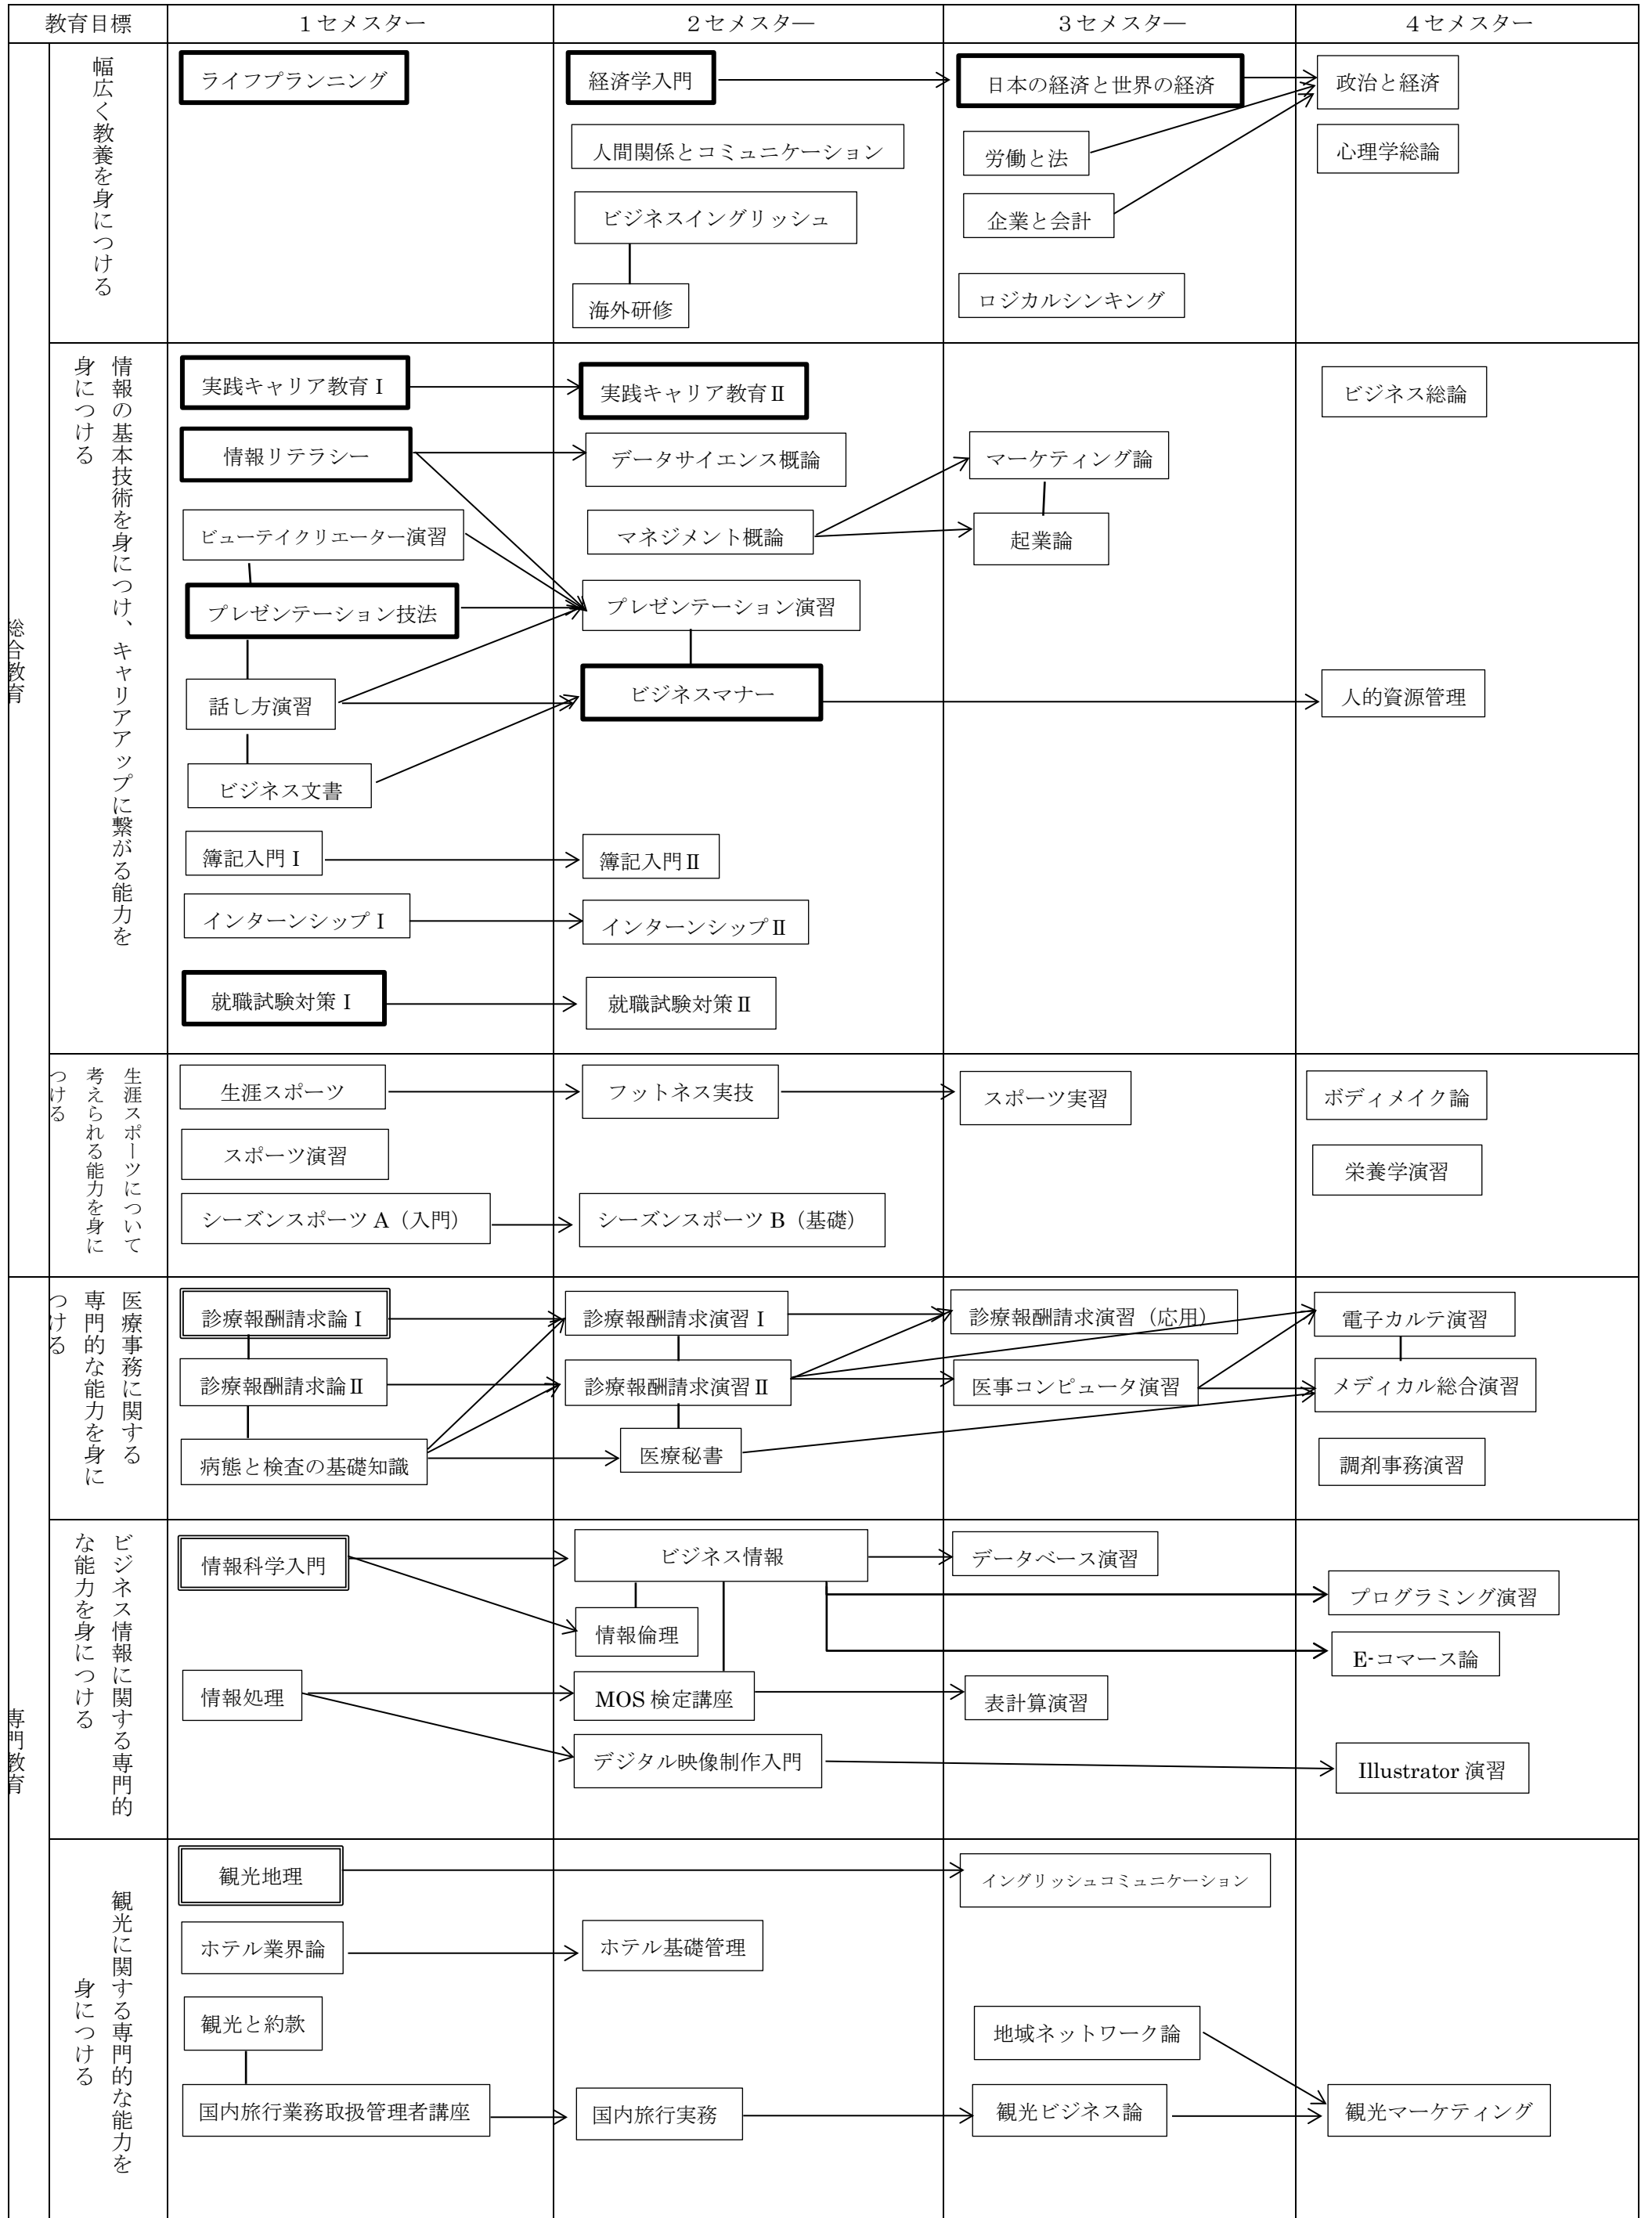 教育目標
1セメスター
2セメスター
3セメスター
4セメスター
総合教育
幅広く教養を身につける
ライフプランニング
経済学入門
日本の経済と世界の経済
政治と経済
人間関係とコミュニケーション
労働と法
心理学総論
ビジネスイングリッシュ
企業と会計
海外研修
ロジカルシンキング
情報の基本技術を身につけ、キャリアアップに繋がる能力を
身につける
実践キャリア教育Ⅰ
実践キャリア教育Ⅱ
ビジネス総論
情報リテラシー
データサイエンス概論
マーケティング論
ビューテイクリエーター演習
マネジメント概論
起業論
プレゼンテーション技法
プレゼンテーション演習
話し方演習
ビジネスマナー
人的資源管理
ビジネス文書
簿記入門Ⅰ
簿記入門Ⅱ
インターンシップⅠ
インターンシップⅡ
就職試験対策Ⅰ
就職試験対策Ⅱ
生涯スポーツについて
考えられる能力を身に
つける
生涯スポーツ
フットネス実技
スポーツ実習
ボディメイク論
スポーツ演習
栄養学演習
シーズンスポーツA（入門）
シーズンスポーツB（基礎）
専門教育
医療事務に関する
専門的な能力を身に
つける
診療報酬請求論Ⅰ
診療報酬請求演習Ⅰ
診療報酬請求演習（応用）
電子カルテ演習
診療報酬請求論Ⅱ
診療報酬請求演習Ⅱ
医事コンピュータ演習
メディカル総合演習
病態と検査の基礎知識
医療秘書
調剤事務演習
ビジネス情報に関する専門的
な能力を身につける
情報科学入門
ビジネス情報
データベース演習
プログラミング演習
情報倫理
E-コマース論
情報処理
MOS検定講座
表計算演習
デジタル映像制作入門
Illustrator演習
観光に関する専門的な能力を
身につける
観光地理
イングリッシュコミュニケーション
ホテル業界論
ホテル基礎管理
観光と約款
地域ネットワーク論
国内旅行業務取扱管理者講座
国内旅行実務
観光ビジネス論
観光マーケティング